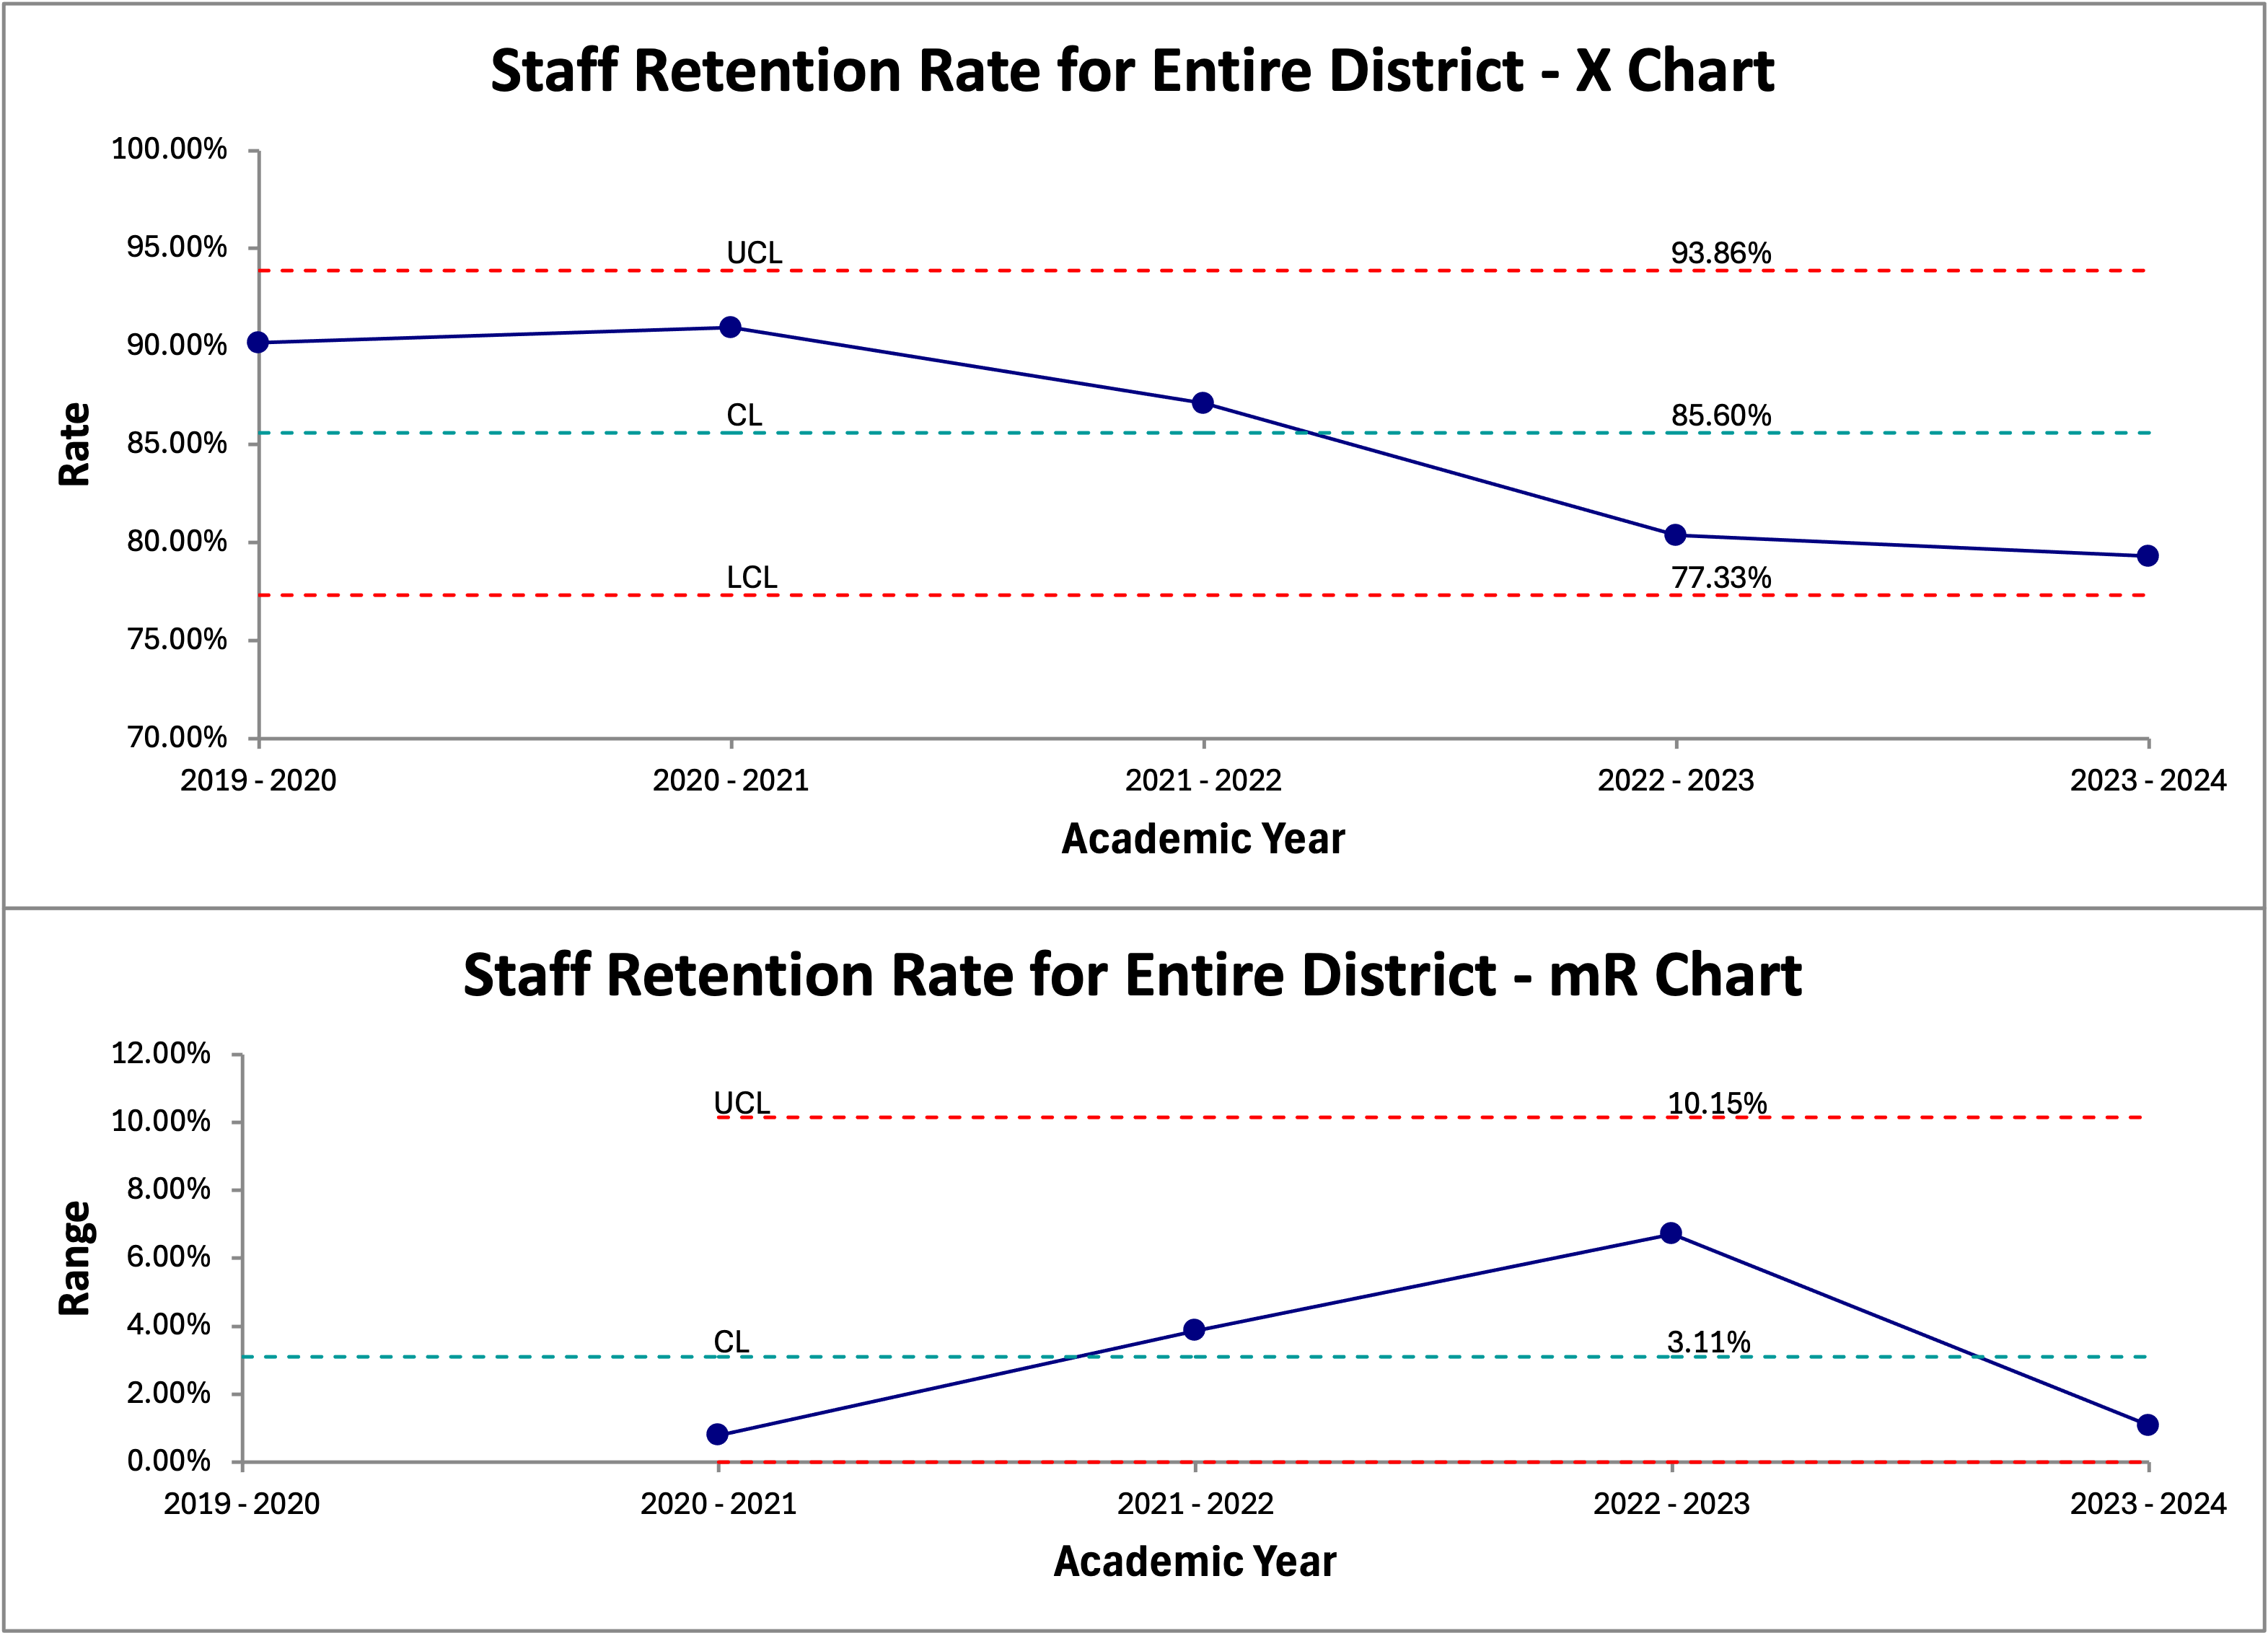 Staff Retention Rate for Entire District - X Chart
100.00%
95.00%
UCL
93.86%
90.00%
CL
85.60%
85.00%
Rate
80.00%
LCL
77.33%
75.00%
70.00%
2019 - 2020
2020 - 2021
2021 - 2022
2022 - 2023
2023 - 2024
Academic Year
Staff Retention Rate for Entire District - mR Chart
12.00%
UCL
10.15%
10.00%
8.00%
Range
6.00%
4.00%
CL
3.11%
2.00%
0.00%
2019 - 2020
2020 - 2021
2021 - 2022
2022 - 2023
2023 - 2024
Academic Year